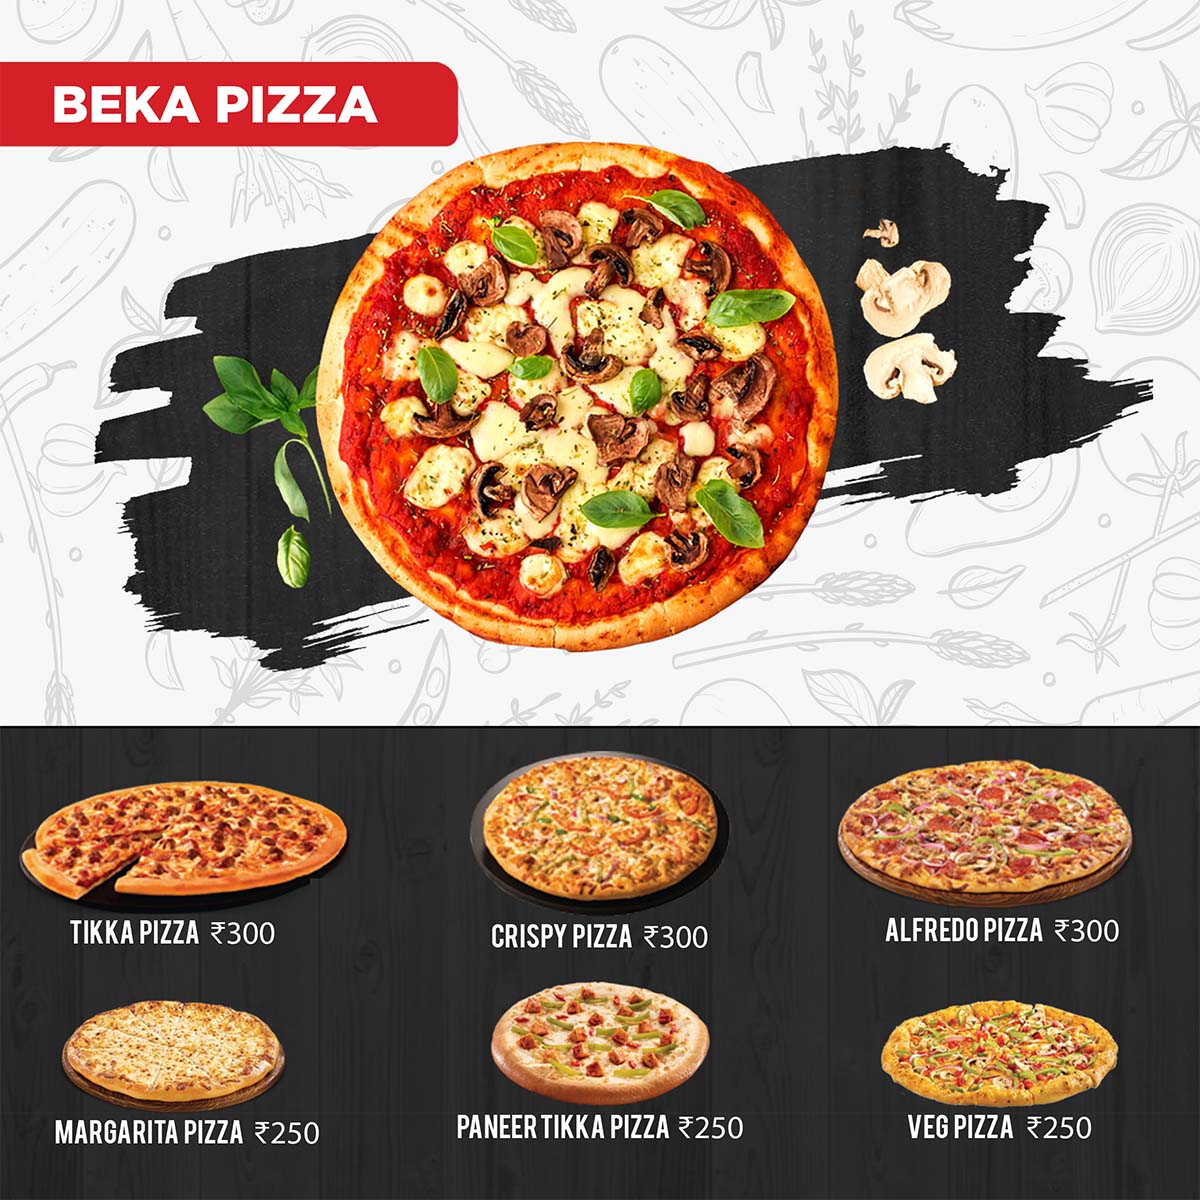 BEKA PIZZA
TIKKA PIZZA ₹300
CRISPY PIZZA ₹300
ALFREDO PIZZA ₹300
MARGARITA PIZZA ₹250
PANEER TIKKA PIZZA ₹250
VEG PIZZA ₹250